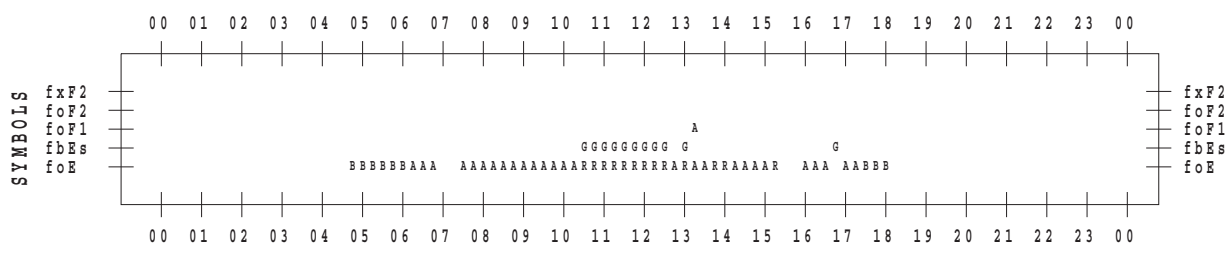 00 01 02 03 04 05 06 07 08 09 10 11 12 13 14 15 16 17 18 19 20 21 22 23 00
SYMBOLS
fxF2 fxF2
foF2 foF2
foF1 A foF1
fbEs GGGGGGGGG G G fbEs
foE BBBBBBAAA AAAAAAAAAAAARRRRRRRRRARAARRAAAAR AAA AABBB foE
00 01 02 03 04 05 06 07 08 09 10 11 12 13 14 15 16 17 18 19 20 21 22 23 00